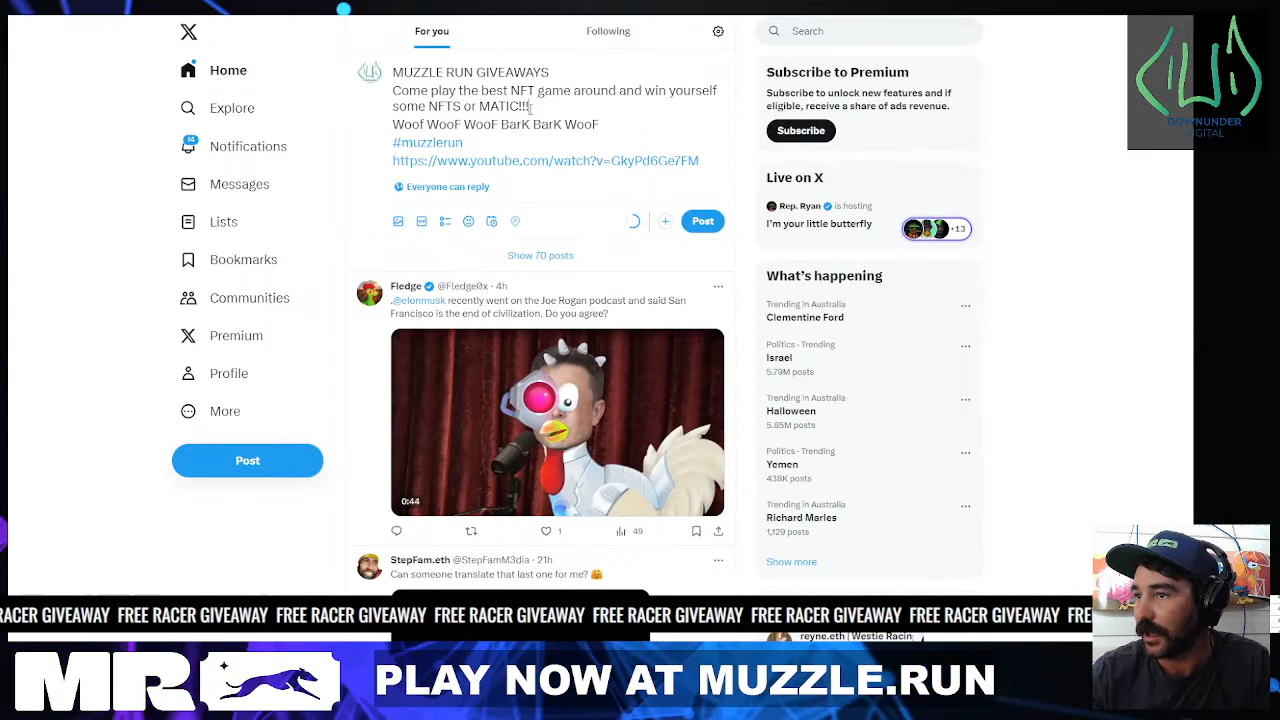 For you
Following
Search
Home
Explore
14
Notifications
Messages
Lists
Bookmarks
Communities
Premium
Profile
More
Post
MUZZLE RUN GIVEAWAYS
Come play the best NFT game around and win yourself
some NFTS or MATIC!!!
Woof WooF WooF BarK BarK WooF
#muzzlerun
https://www.youtube.com/watch?v=GkyPd6Ge7FM
Everyone can reply
Post
Show 70 posts
Fledge @Fledge0x · 4h
.@elonmusk recently went on the Joe Rogan podcast and said San
Francisco is the end of civilization. Do you agree?
0:44
1
49
StepFam.eth @StepFamM3dia · 21h
Can someone translate that last one for me?
Subscribe to Premium
Subscribe to unlock new features and if
eligible, receive a share of ads revenue.
Subscribe
Live on X
Rep. Ryan is hosting
I'm your little butterfly
+13
What's happening
Trending in Australia
Clementine Ford
Politics · Trending
Israel
5.79M posts
Trending in Australia
Halloween
5.85M posts
Politics · Trending
Yemen
438K posts
Trending in Australia
Richard Marles
1,129 posts
Show more
reyne.eth | Westie Racin
DOWNUNDER
DIGITAL
RACER GIVEAWAY FREE RACER GIVEAWAY FREE RACER GIVEAWAY FREE RACER GIVEAWAY FREE RACER GIVEAWAY FREE RACER GIVEAWAY FREE RACER GIVEAWAY FRE
MR
PLAY NOW AT MUZZLE.RUN